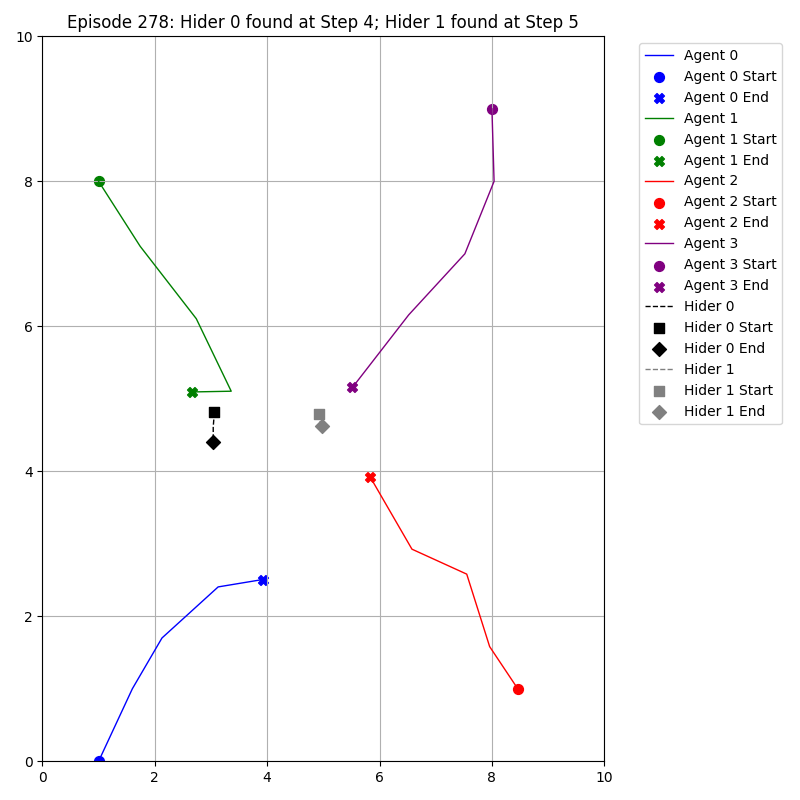 Episode 278: Hider 0 found at Step 4; Hider 1 found at Step 5
10
8
6
4
2
0
0 2 4 6 8 10
Agent 0
Agent 0 Start
Agent 0 End
Agent 1
Agent 1 Start
Agent 1 End
Agent 2
Agent 2 Start
Agent 2 End
Agent 3
Agent 3 Start
Agent 3 End
Hider 0
Hider 0 Start
Hider 0 End
Hider 1
Hider 1 Start
Hider 1 End